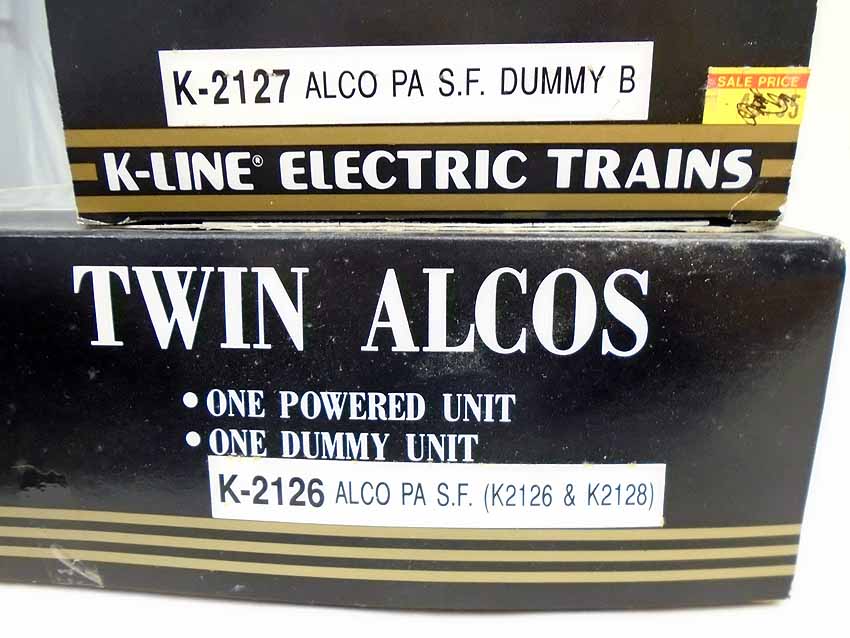 K-2127 ALCO PA S.F. DUMMY B
SALE PRICE
K-LINE® ELECTRIC TRAINS
TWIN ALCOS
• ONE POWERED UNIT
• ONE DUMMY UNIT
K-2126 ALCO PA S.F. (K2126 & K2128)